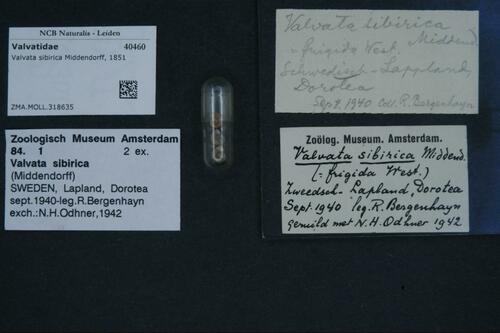 NCB Naturalis - Leiden
Valvatidae 40460
Valvata sibirica Middendorff, 1851
ZMA.MOLL.318635
Zoologisch Museum Amsterdam
84. 1 2 ex.
Valvata sibirica
(Middendorff)
SWEDEN, Lapland, Dorotea
sept.1940-leg.R.Bergenhayn
exch.:N.H.Odhner,1942
Valvata sibirica
Middend.
= frigida West.
Schwedisch-Lappland,
Dorotea
Sept. 1940 Coll. R. Bergenhayn
Zoölog. Museum. Amsterdam.
Valvata sibirica Middend.
(= frigida West.)
Zweedsch-Lapland, Dorotea
Sept 1940 leg. R. Bergenhayn
geruild met N. H. Odhner 1942